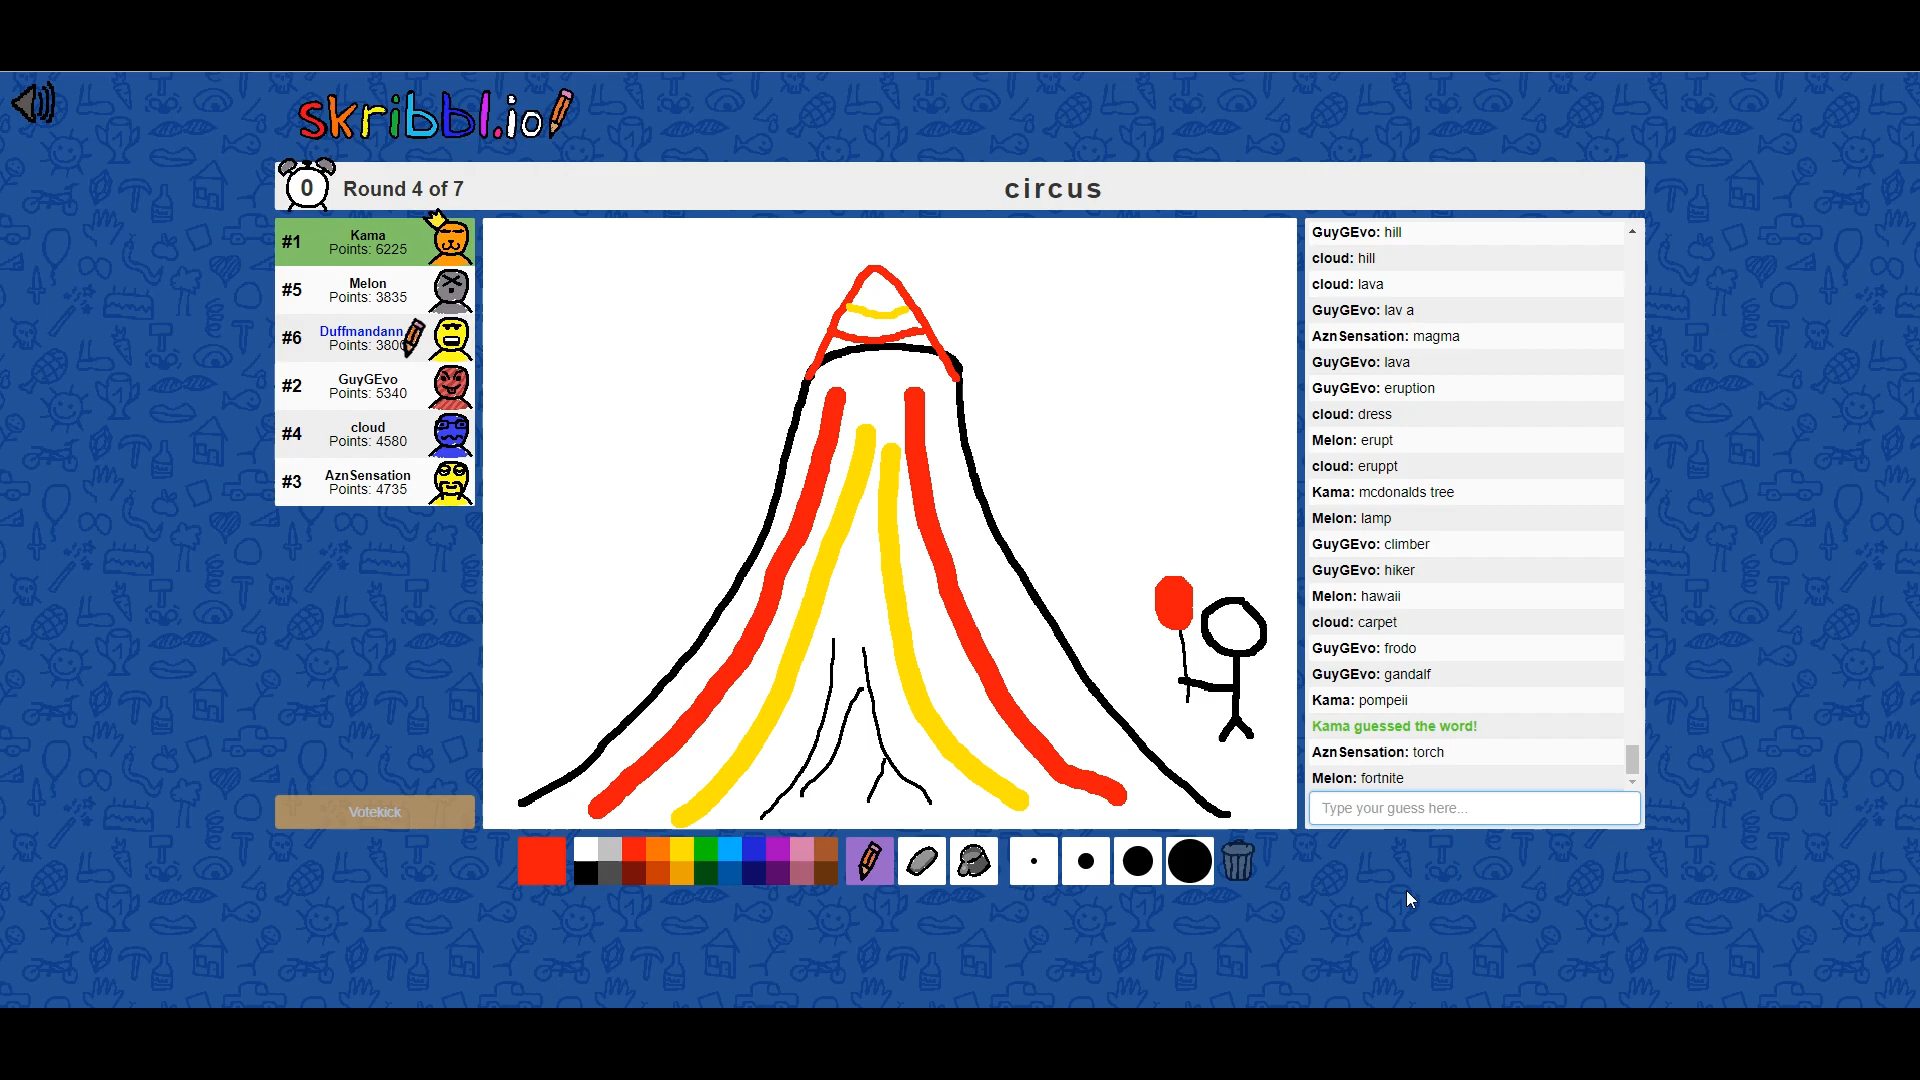 skribbl.io
0 Round 4 of 7 circus
#1 Kama
Points: 6225
#5 Melon
Points: 3835
#6 Duffmandann
Points: 3800
#2 GuyGEvo
Points: 5340
#4 cloud
Points: 4580
#3 AznSensation
Points: 4735
Votekick
GuyGEvo: hill
cloud: hill
cloud: lava
GuyGEvo: lav a
AznSensation: magma
GuyGEvo: lava
GuyGEvo: eruption
cloud: dress
Melon: erupt
cloud: eruppt
Kama: mcdonalds tree
Melon: lamp
GuyGEvo: climber
GuyGEvo: hiker
Melon: hawaii
cloud: carpet
GuyGEvo: frodo
GuyGEvo: gandalf
Kama: pompeii
Kama guessed the word!
AznSensation: torch
Melon: fortnite
Type your guess here...